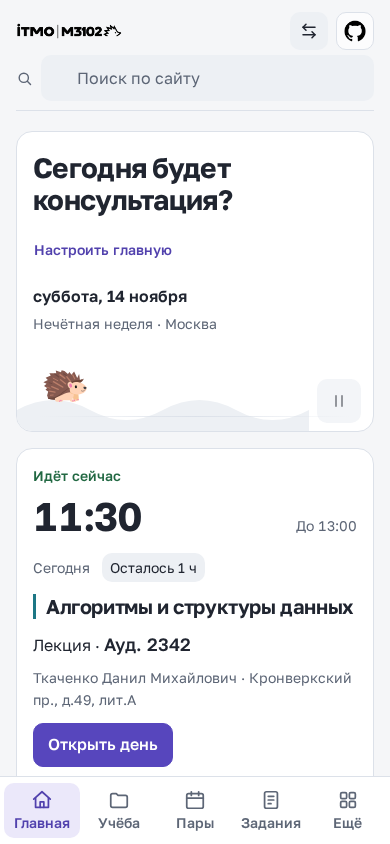 iTMO | M3102
Поиск по сайту
Сегодня будет
консультация?
Настроить главную
суббота, 14 ноября
Нечётная неделя · Москва
Идёт сейчас
11:30
До 13:00
Сегодня
Осталось 1 ч
Алгоритмы и структуры данных
Лекция · Ауд. 2342
Ткаченко Данил Михайлович · Кронверкский
пр., д.49, лит.А
Открыть день
Главная
Учёба
Пары
Задания
Ещё